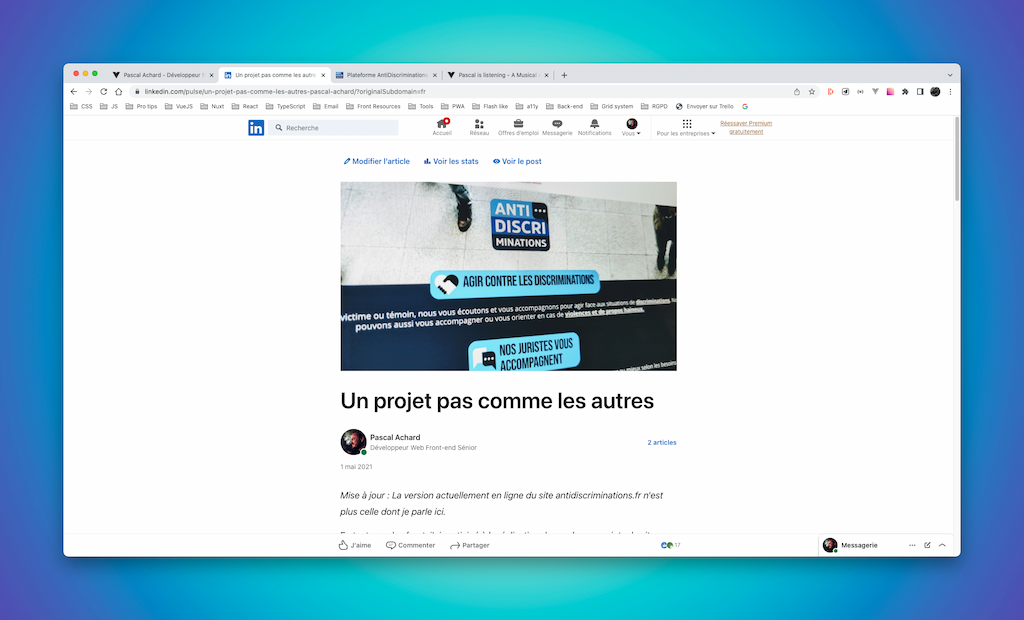 Pascal Achard – Développeur
Un projet pas comme les autre
Plateforme AntiDiscrimination
Pascal is listening - A Musical
linkedin.com/pulse/un-projet-pas-comme-les-autres-pascal-achard/?originalSubdomain=fr
CSS
JS
Pro tips
VueJS
Nuxt
React
TypeScript
Email
Front Resources
Tools
PWA
Flash like
a11y
Back-end
Grid system
RGPD
Envoyer sur Trello
in
Recherche
Accueil
Réseau
Offres d'emploi
Messagerie
Notifications
Vous
Pour les entreprises
Réessayer Premium
gratuitement
Modifier l'article
Voir les stats
Voir le post
ANTI
DISCRI
MINATIONS
AGIR CONTRE LES DISCRIMINATIONS
victime ou témoin, nous vous écoutons et vous accompagnons pour agir face aux situations de discriminations.
pouvons aussi vous accompagner ou vous orienter en cas de violences et de propos haineux.
NOS JURISTES VOUS
ACCOMPAGNENT
mieux selon les besoins
Un projet pas comme les autres
Pascal Achard
Développeur Web Front-end Sénior
2 articles
1 mai 2021
Mise à jour : La version actuellement en ligne du site antidiscriminations.fr n'est
plus celle dont je parle ici.
J'aime
Commenter
Partager
17
Messagerie